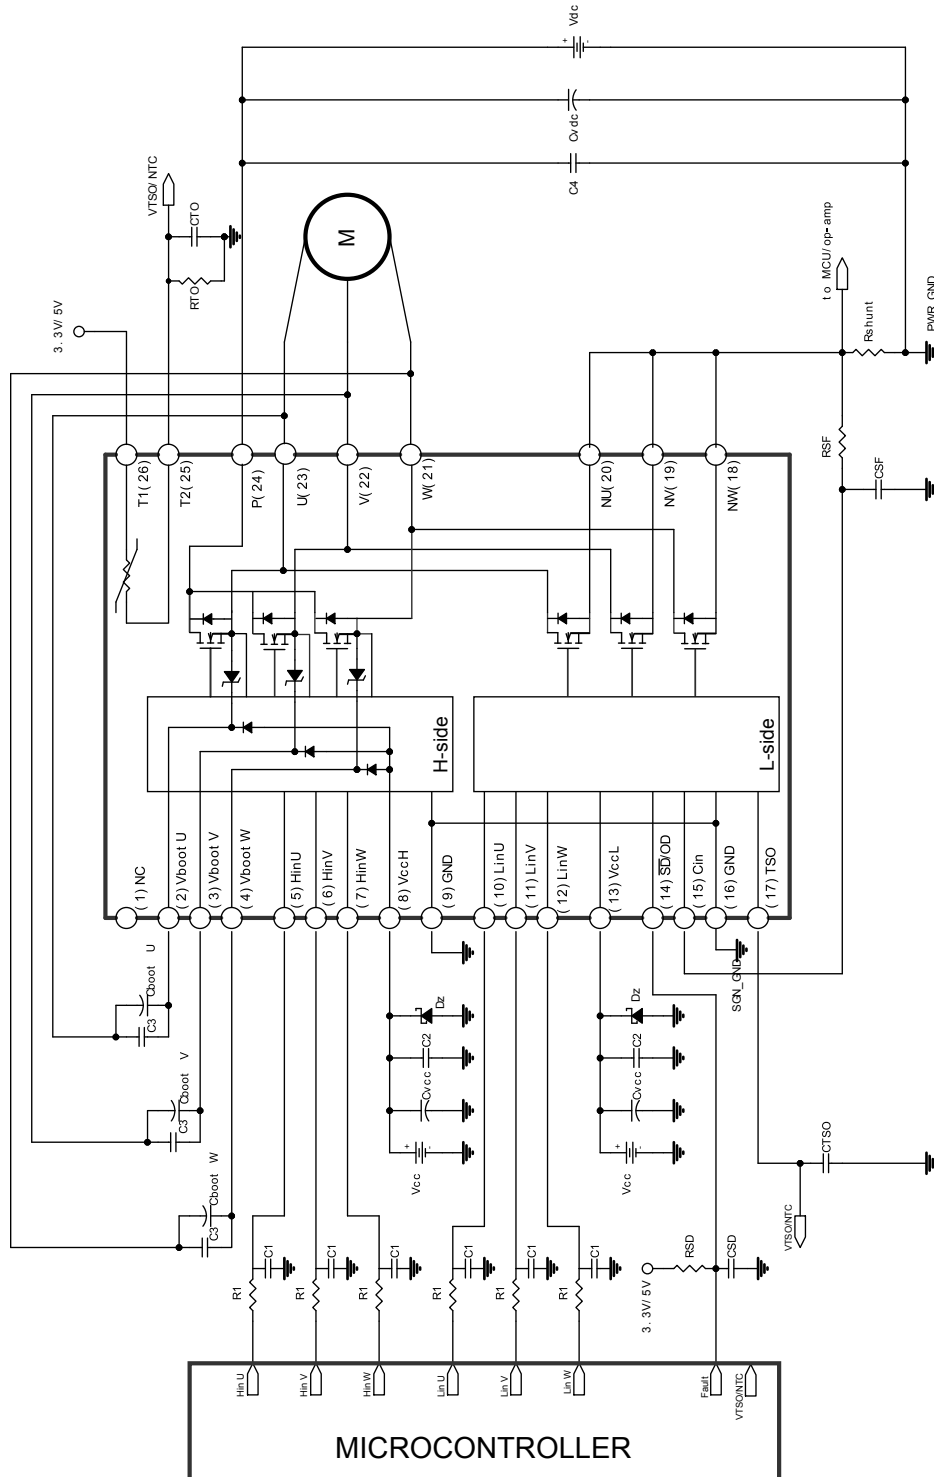 Vdc
+
-
Cvdc
C4
VTSO/NTC
CTO
RTO
3.3V/5V
M
to MCU/op-amp
Rshunt
PWR_GND
RSF
CSF
T1(26)
T2(25)
P(24)
U(23)
V(22)
W(21)
NU(20)
NV(19)
NW(18)
H-side
L-side
(1)NC
(2)Vboot U
(3)Vboot V
(4)Vboot W
(5)HinU
(6)HinV
(7)HinW
(8)VccH
(9)GND
(10)LinU
(11)LinV
(12)LinW
(13)VccL
(14)SD/OD
(15)Cin
(16)GND
(17)TSO
Cboot U
C3
Cboot V
C3
Cboot W
C3
Dz
C2
Cvcc
+
-
Vcc
Dz
C2
Cvcc
+
-
Vcc
SGN_GND
CTSO
VTSO/NTC
R1
C1
R1
C1
R1
C1
R1
C1
R1
C1
R1
C1
3.3V/5V
RSD
CSD
Hin U
Hin V
Hin W
Lin U
Lin V
Lin W
Fault
VTSO/NTC
MICROCONTROLLER